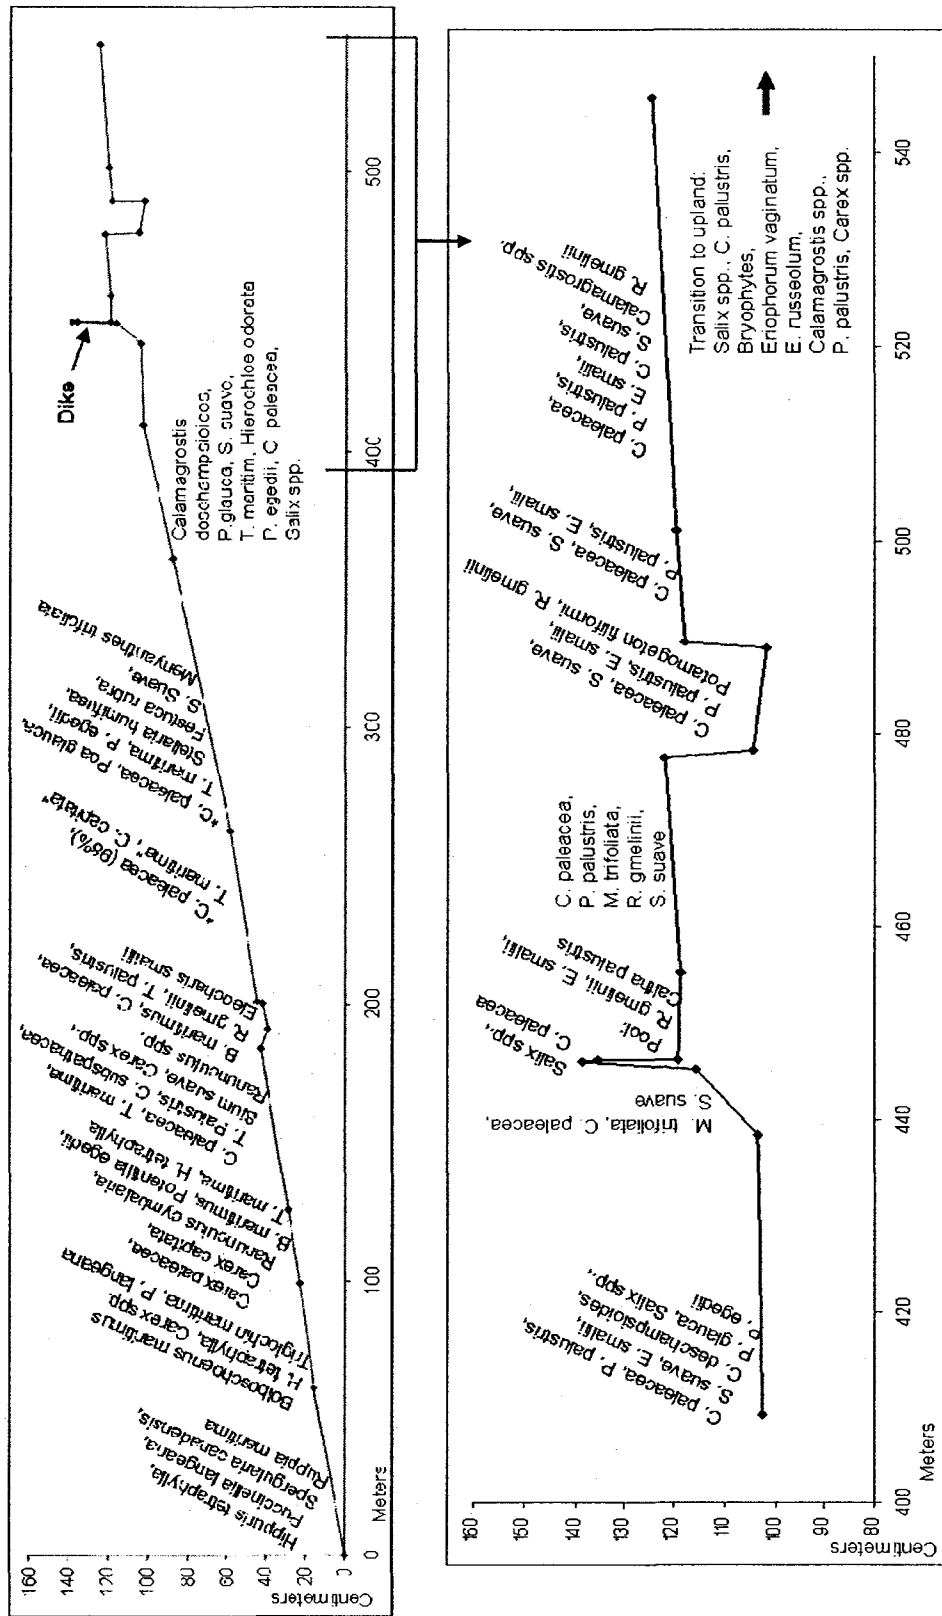 160
140
120
100
80
60
40
20
0
Centimeters
0
100
200
300
400
500
Meters
Hippuris tetraphylla,
Puccinellia langeana,
Spergularia canadensis,
Ruppia maritima
Bolboschoenus maritimus
H. tetraphylla, Carex spp.
Triglochin maritima, P. langeana
Carex paleacea,
Carex capitata,
Ranunculus cymbalaria,
B. maritimus, Potentilla egedii,
T. maritima, H. tetraphylla
C. paleacea, T. maritima,
T. Palustris, C. subspathacea,
Sium suave, Carex spp.,
Ranunculus spp.
B. maritimus, C. paleacea,
R. gmelinii, T. palustris,
Eleocharis smallii
"C. paleacea (96%),
T. maritima", C. capitata"
"C. paleacea, Poa glauca,
T. maritima, P. egedii,
Stellaria humifusa,
Festuca rubra,
S. Suave,
Menyanthes trifoliata
Calamagrostis
deschampsioides,
P.glauca, S. suave,
T. maritim, Hierochloe odorata
P. egedii, C. paleacea,
Salix spp.
Dike
160
150
140
130
120
110
100
90
80
Centimeters
400
420
440
460
480
500
520
540
Meters
C. paleacea, P. palustris,
S. suave, E. smallii,
C. deschampsioides,
P. glauca, Salix spp.,
P. egedii
M. trifoliata, C. paleacea,
S. suave
Salix spp.,
C. paleacea
Pool:
R. gmelinii, E. smallii,
Caltha palustris
C. paleacea,
P. palustris,
M. trifoliata,
R. gmelinii,
S. suave
C. paleacea, S. suave,
P. palustris, E. smalii,
Potamogeton filiformi, R. gmelinii
C. paleacea, S. suave,
P. palustris, E. smalii,
C. paleacea,
P. palustris,
E. smalii,
C. palustris,
S. suave,
Calamagrostis spp.
R. gmelinii
Transition to upland:
Salix spp., C. palustris,
Bryophytes,
Eriophorum vaginatum,
E. russeolum,
Calamagrostis spp.,
P. palustris, Carex spp.